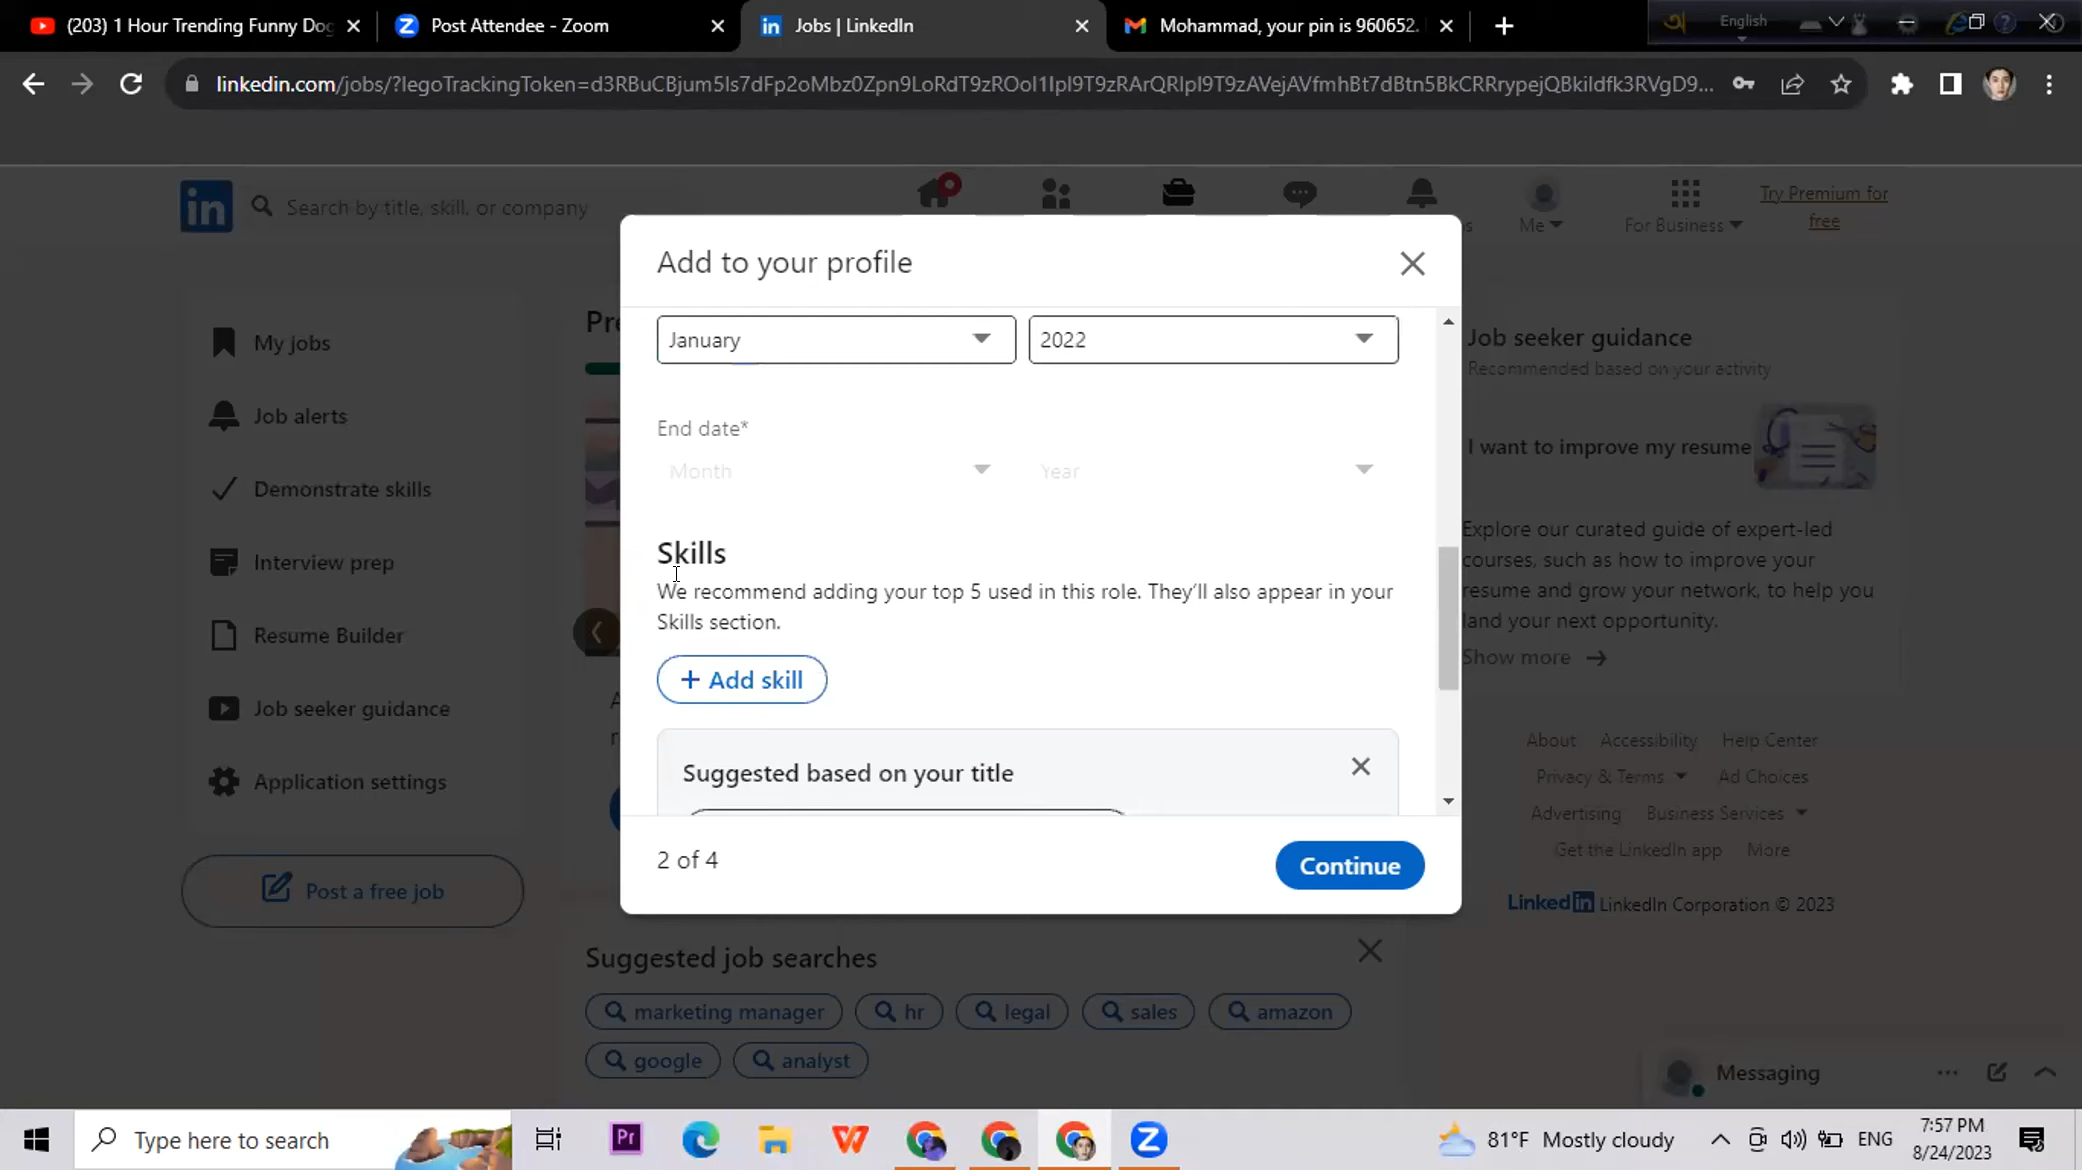 (203) 1 Hour Trending Funny Dog
Post Attendee - Zoom
Jobs | LinkedIn
Mohammad, your pin is 960652.
English
linkedin.com/jobs/?legoTrackingToken=
in
Search by title, skill, or company
Me
For Business
Try Premium for
free
Add to your profile
My jobs
Job alerts
Demonstrate skills
Interview prep
Resume Builder
Job seeker guidance
Application settings
Post a free job
January
2022
End date*
Month
Year
Skills
We recommend adding your top 5 used in this role. They'll also appear in your
Skills section.
+ Add skill
Suggested based on your title
2 of 4
Continue
Job seeker guidance
Recommended based on your activity
I want to improve my resume
Explore our curated guide of expert-led
courses, such as how to improve your
resume and grow your network, to help you
land your next opportunity.
Show more
About Accessibility Help Center
Privacy & Terms Ad Choices
Advertising Business Services
Get the LinkedIn app More
LinkedIn LinkedIn Corporation © 2023
Suggested job searches
marketing manager
hr
legal
sales
amazon
google
analyst
Messaging
Type here to search
Pr
81°F Mostly cloudy
ENG
7:57 PM
8/24/2023